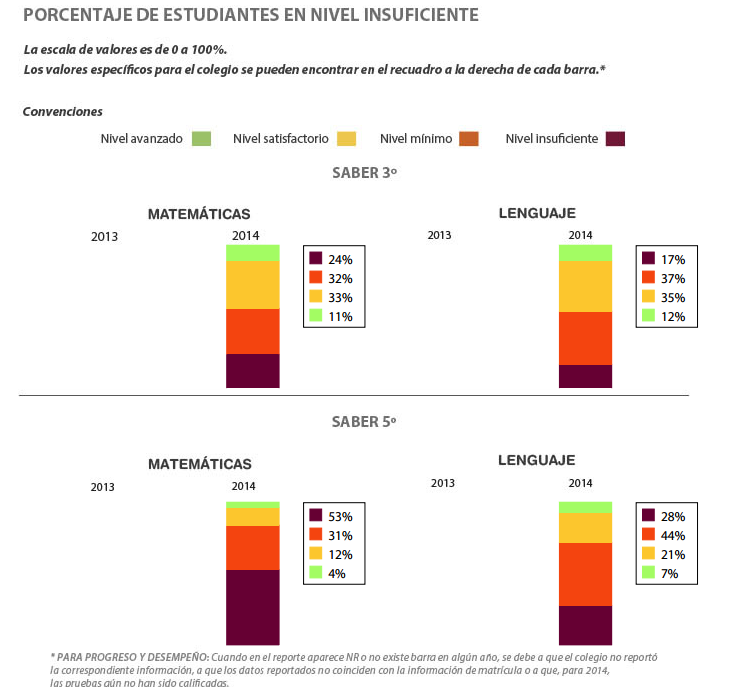 PORCENTAJE DE ESTUDIANTES EN NIVEL INSUFICIENTE
La escala de valores es de 0 a 100%.
Los valores específicos para el colegio se pueden encontrar en el recuadro a la derecha de cada barra.*
Convenciones
Nivel avanzado Nivel satisfactorio Nivel mínimo Nivel insuficiente
SABER 3º
MATEMÁTICAS
2013 2014
24%
32%
33%
11%
LENGUAJE
2013 2014
17%
37%
35%
12%
SABER 5º
MATEMÁTICAS
2013 2014
53%
31%
12%
4%
LENGUAJE
2013 2014
28%
44%
21%
7%
* PARA PROGRESO Y DESEMPEÑO: Cuando en el reporte aparece NR o no existe barra en algún año, se debe a que el colegio no reportó
la correspondiente información, a que los datos reportados no coinciden con la información de matrícula o a que, para 2014,
las pruebas aún no han sido calificadas.